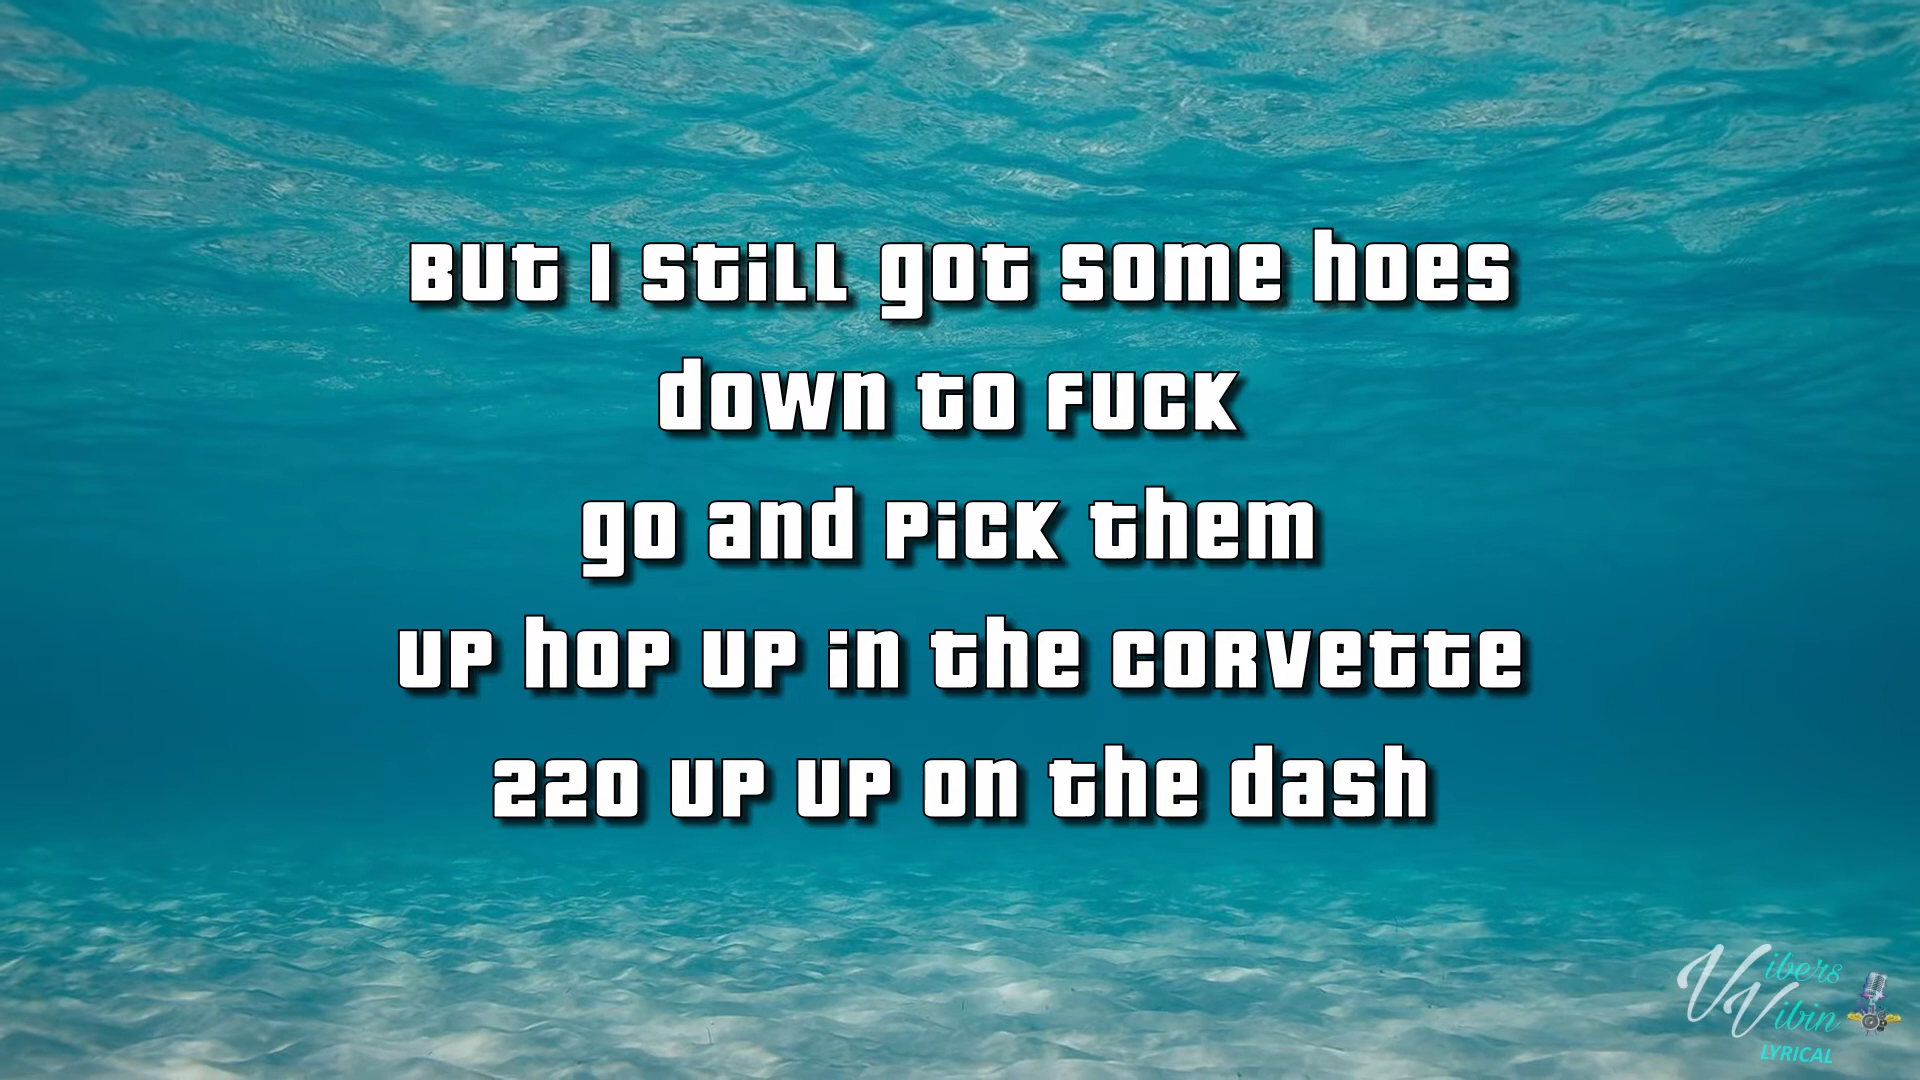 But I still got some hoes
down to fuck
go and pick them
up hop up in the corvette
220 up up on the dash
Vibers
Vibin
LYRICAL